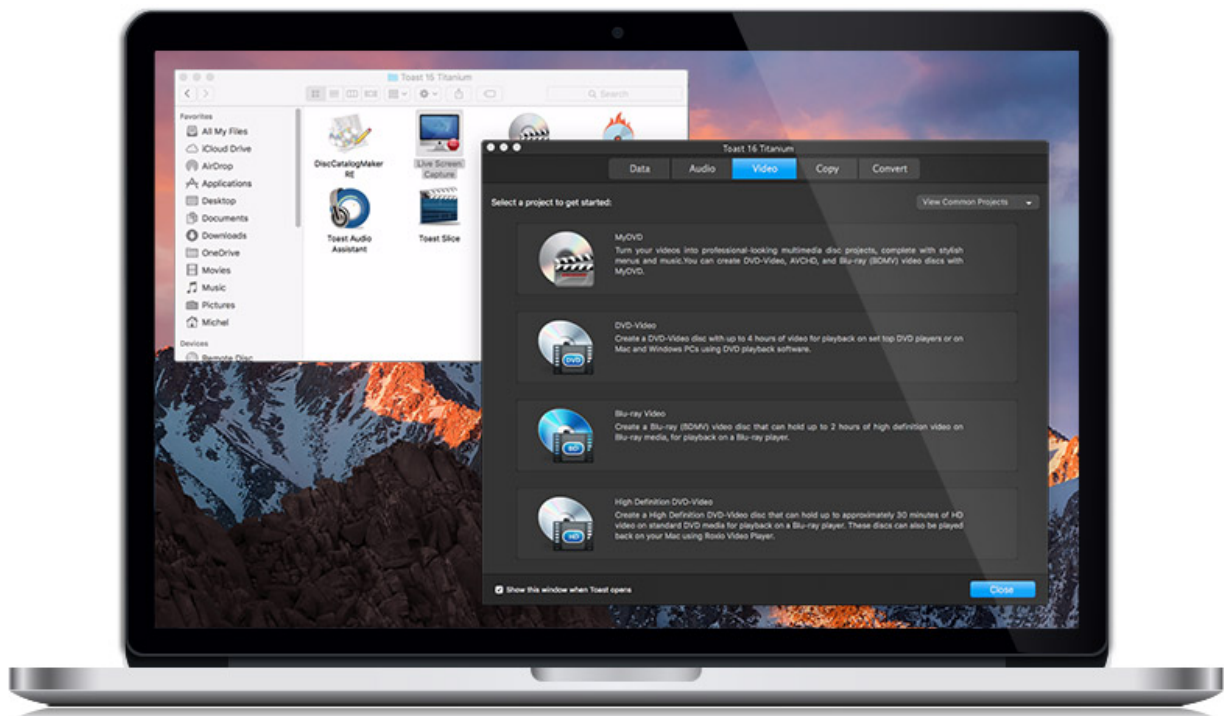 Toast 16 Titanium
Search
Favorites
All My Files
iCloud Drive
AirDrop
Applications
Desktop
Documents
Downloads
OneDrive
Movies
Music
Pictures
Michel
Devices
Remote Disc
DiscCatalogMaker
RE
Live Screen
Capture
Toast Audio
Assistant
Toast Slice
Toast 16 Titanium
Data
Audio
Video
Copy
Convert
Select a project to get started:
View Common Projects
MyDVD
Turn your videos into professional-looking multimedia disc projects, complete with stylish
menus and music.You can create DVD-Video, AVCHD, and Blu-ray (BDMV) video discs with
MyDVD.
DVD
DVD-Video
Create a DVD-Video disc with up to 4 hours of video for playback on set top DVD players or on
Mac and Windows PCs using DVD playback software.
BD
Blu-ray Video
Create a Blu-ray (BDMV) video disc that can hold up to 2 hours of high definition video on
Blu-ray media, for playback on a Blu-ray player.
HD
High Definition DVD-Video
Create a High Definition DVD-Video disc that can hold up to approximately 30 minutes of HD
video on standard DVD media for playback on a Blu-ray player. These discs can also be played
back on your Mac using Roxio Video Player.
Show this window when Toast opens
Close